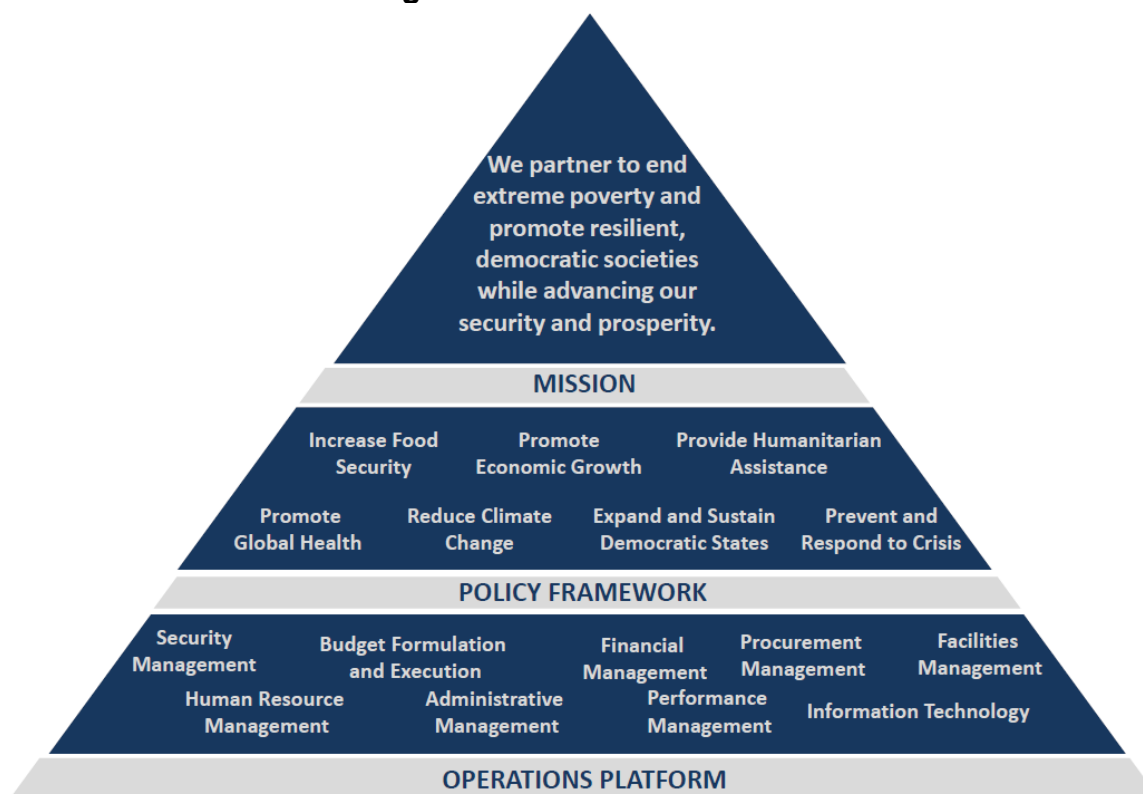 We partner to end
extreme poverty and
promote resilient,
democratic societies
while advancing our
security and prosperity.
MISSION
Increase Food
Security
Promote
Economic Growth
Provide Humanitarian
Assistance
Promote
Global Health
Reduce Climate
Change
Expand and Sustain
Democratic States
Prevent and
Respond to Crisis
POLICY FRAMEWORK
Security
Management
Budget Formulation
and Execution
Financial
Management
Procurement
Management
Facilities
Management
Human Resource
Management
Administrative
Management
Performance
Management
Information Technology
OPERATIONS PLATFORM